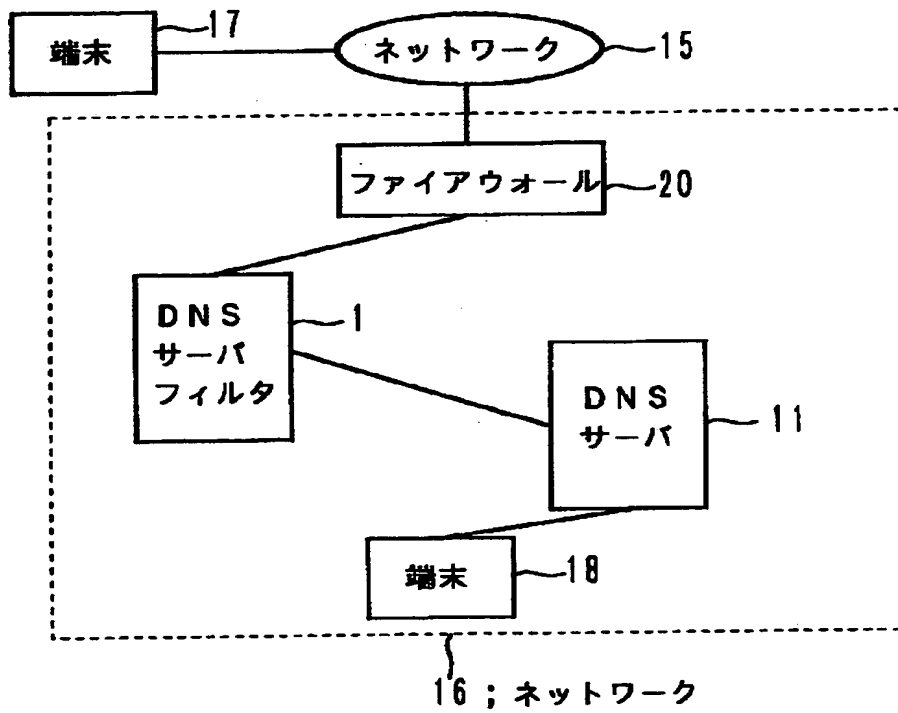 17
端末
ネットワーク
15
ファイアウォール
20
DNS
サーバ
フィルタ
1
DNS
サーバ
11
端末
18
16 ; ネットワーク